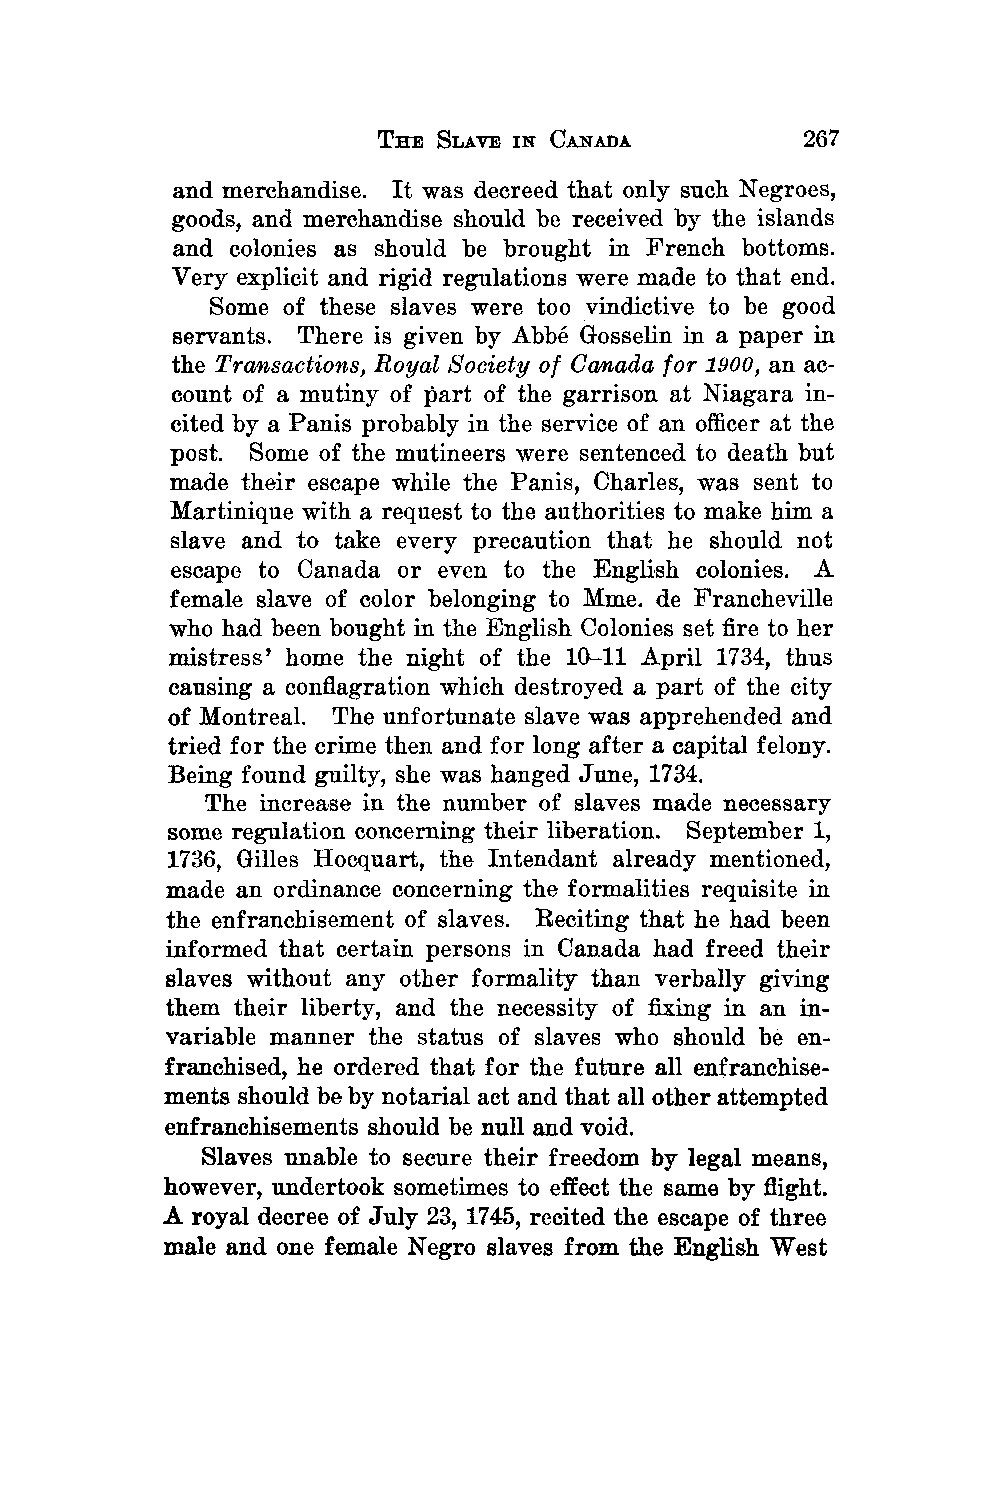 THE SLAVE IN CANADA 267
and merchandise. It was decreed that only such Negroes,
goods, and merchandise should be received by the islands
and colonies as should be brought in French bottoms.
Very explicit and rigid regulations were made to that end.
Some of these slaves were too vindictive to be good
servants. There is given by Abbé Gosselin in a paper in
the Transactions, Royal Society of Canada for 1900, an ac-
count of a mutiny of part of the garrison at Niagara in-
cited by a Panis probably in the service of an officer at the
post. Some of the mutineers were sentenced to death but
made their escape while the Panis, Charles, was sent to
Martinique with a request to the authorities to make him a
slave and to take every precaution that he should not
escape to Canada or even to the English colonies. A
female slave of color belonging to Mme. de Francheville
who had been bought in the English Colonies set fire to her
mistress' home the night of the 10–11 April 1734, thus
causing a conflagration which destroyed a part of the city
of Montreal. The unfortunate slave was apprehended and
tried for the crime then and for long after a capital felony.
Being found guilty, she was hanged June, 1734.
The increase in the number of slaves made necessary
some regulation concerning their liberation. September 1,
1736, Gilles Hocquart, the Intendant already mentioned,
made an ordinance concerning the formalities requisite in
the enfranchisement of slaves. Reciting that he had been
informed that certain persons in Canada had freed their
slaves without any other formality than verbally giving
them their liberty, and the necessity of fixing in an in-
variable manner the status of slaves who should be en-
franchised, he ordered that for the future all enfranchise-
ments should be by notarial act and that all other attempted
enfranchisements should be null and void.
Slaves unable to secure their freedom by legal means,
however, undertook sometimes to effect the same by flight.
A royal decree of July 23, 1745, recited the escape of three
male and one female Negro slaves from the English West